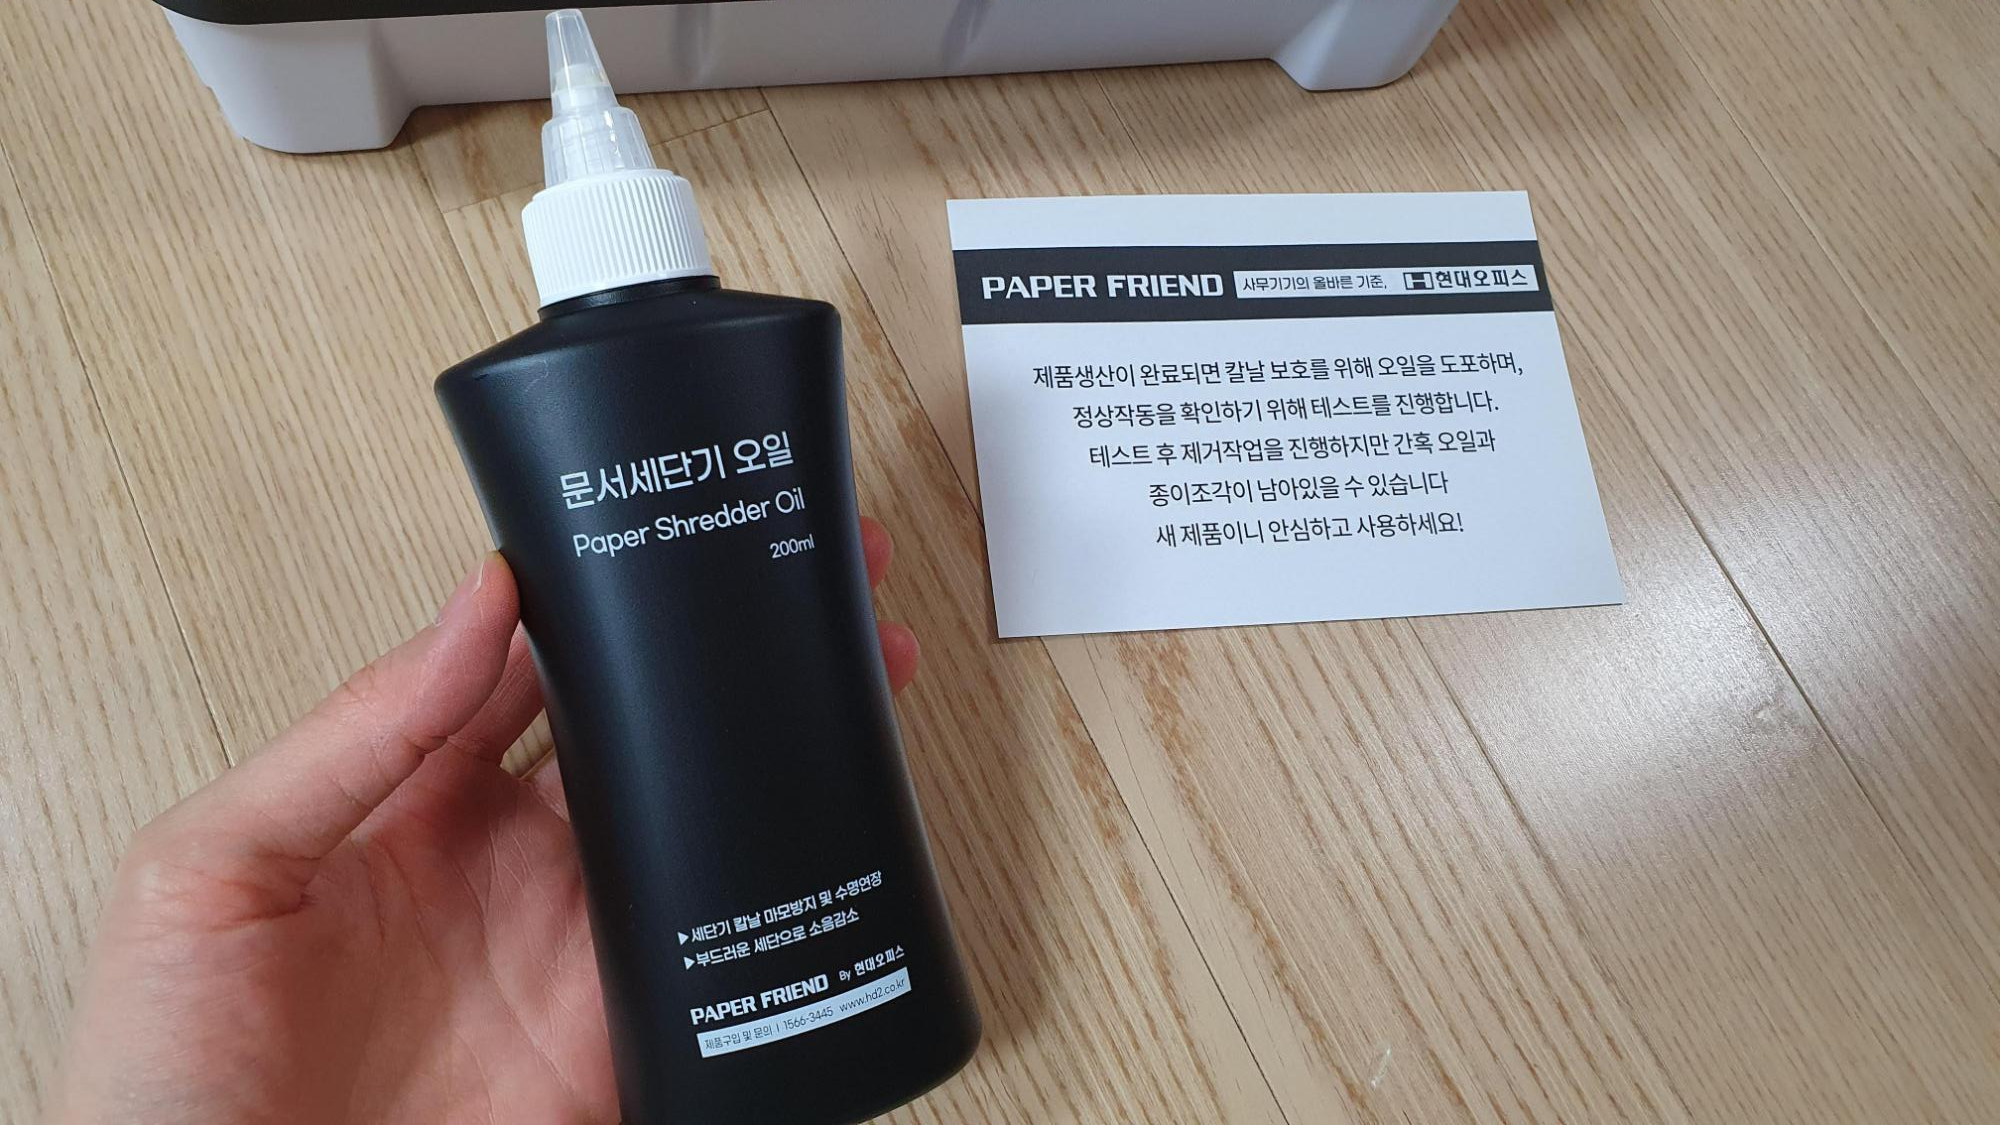 문서세단기 오일
Paper Shredder Oil
200ml
▶세단기 칼날 마모방지 및 수명연장
▶부드러운 세단으로 소음감소
PAPER FRIEND By 현대오피스
제품구입 및 문의 | 1566-3445 www.hd2.co.kr
PAPER FRIEND 사무기기의 올바른 기준, 현대오피스
제품생산이 완료되면 칼날 보호를 위해 오일을 도포하며,
정상작동을 확인하기 위해 테스트를 진행합니다.
테스트 후 제거작업을 진행하지만 간혹 오일과
종이조각이 남아있을 수 있습니다
새 제품이니 안심하고 사용하세요!